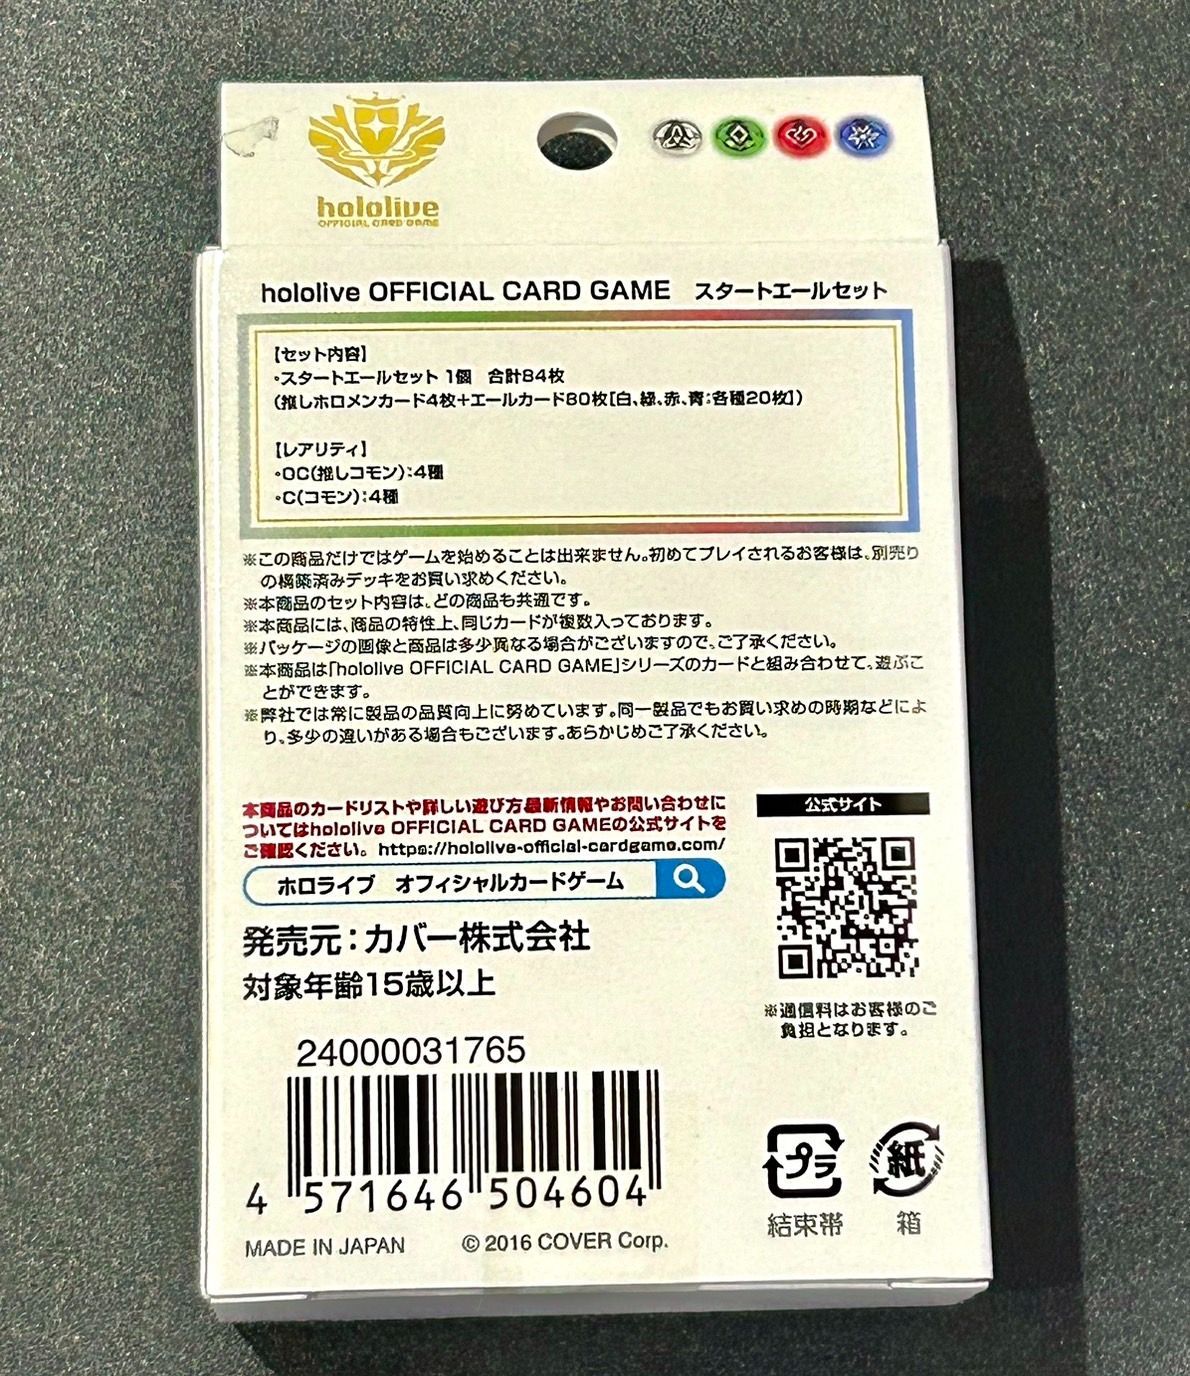 hololive
OFFICIAL CARD GAME
hololive OFFICIAL CARD GAME スタートエールセット
【セット内容】
・スタートエールセット 1個 合計84枚
(推しホロメンカード4枚+エールカード80枚[白、緑、赤、青:各種20枚])
【レアリティ】
・OC(推しコモン):4種
・C(コモン):4種
※この商品だけではゲームを始めることは出来ません。初めてプレイされるお客様は、別売り
の構築済みデッキをお買い求めください。
※本商品のセット内容は、どの商品も共通です。
※本商品には、商品の特性上、同じカードが複数入っております。
※パッケージの画像と商品は多少異なる場合がございますので、ご了承ください。
※本商品は「hololive OFFICIAL CARD GAME」シリーズのカードと組み合わせて、遊ぶこ
とができます。
※弊社では常に製品の品質向上に努めています。同一製品でもお買い求めの時期などによ
り、多少の違いがある場合もございます。あらかじめご了承ください。
本商品のカードリストや詳しい遊び方、最新情報やお問い合わせに
ついてはhololive OFFICIAL CARD GAMEの公式サイトを
ご確認ください。 https://hololive-official-cardgame.com/
ホロライブ オフィシャルカードゲーム
公式サイト
※通信料はお客様のご
負担となります。
発売元:カバー株式会社
対象年齢15歳以上
24000031765
4 571646 504604
MADE IN JAPAN © 2016 COVER Corp.
プラ
結束帯
紙
箱